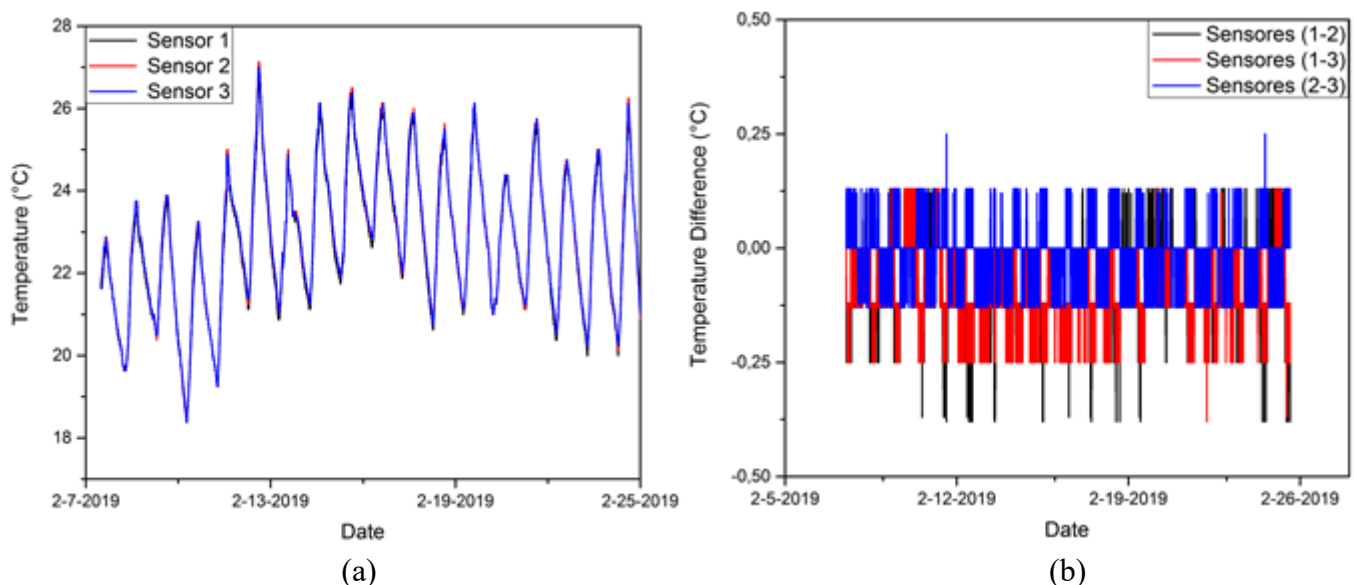 28
26
24
22
20
18
Temperature (°C)
Sensor 1
Sensor 2
Sensor 3
2-7-2019
2-13-2019
2-19-2019
2-25-2019
Date
(a)
0,50
0,25
0,00
-0,25
-0,50
Temperature Difference (°C)
Sensores (1-2)
Sensores (1-3)
Sensores (2-3)
2-5-2019
2-12-2019
2-19-2019
2-26-2019
Date
(b)